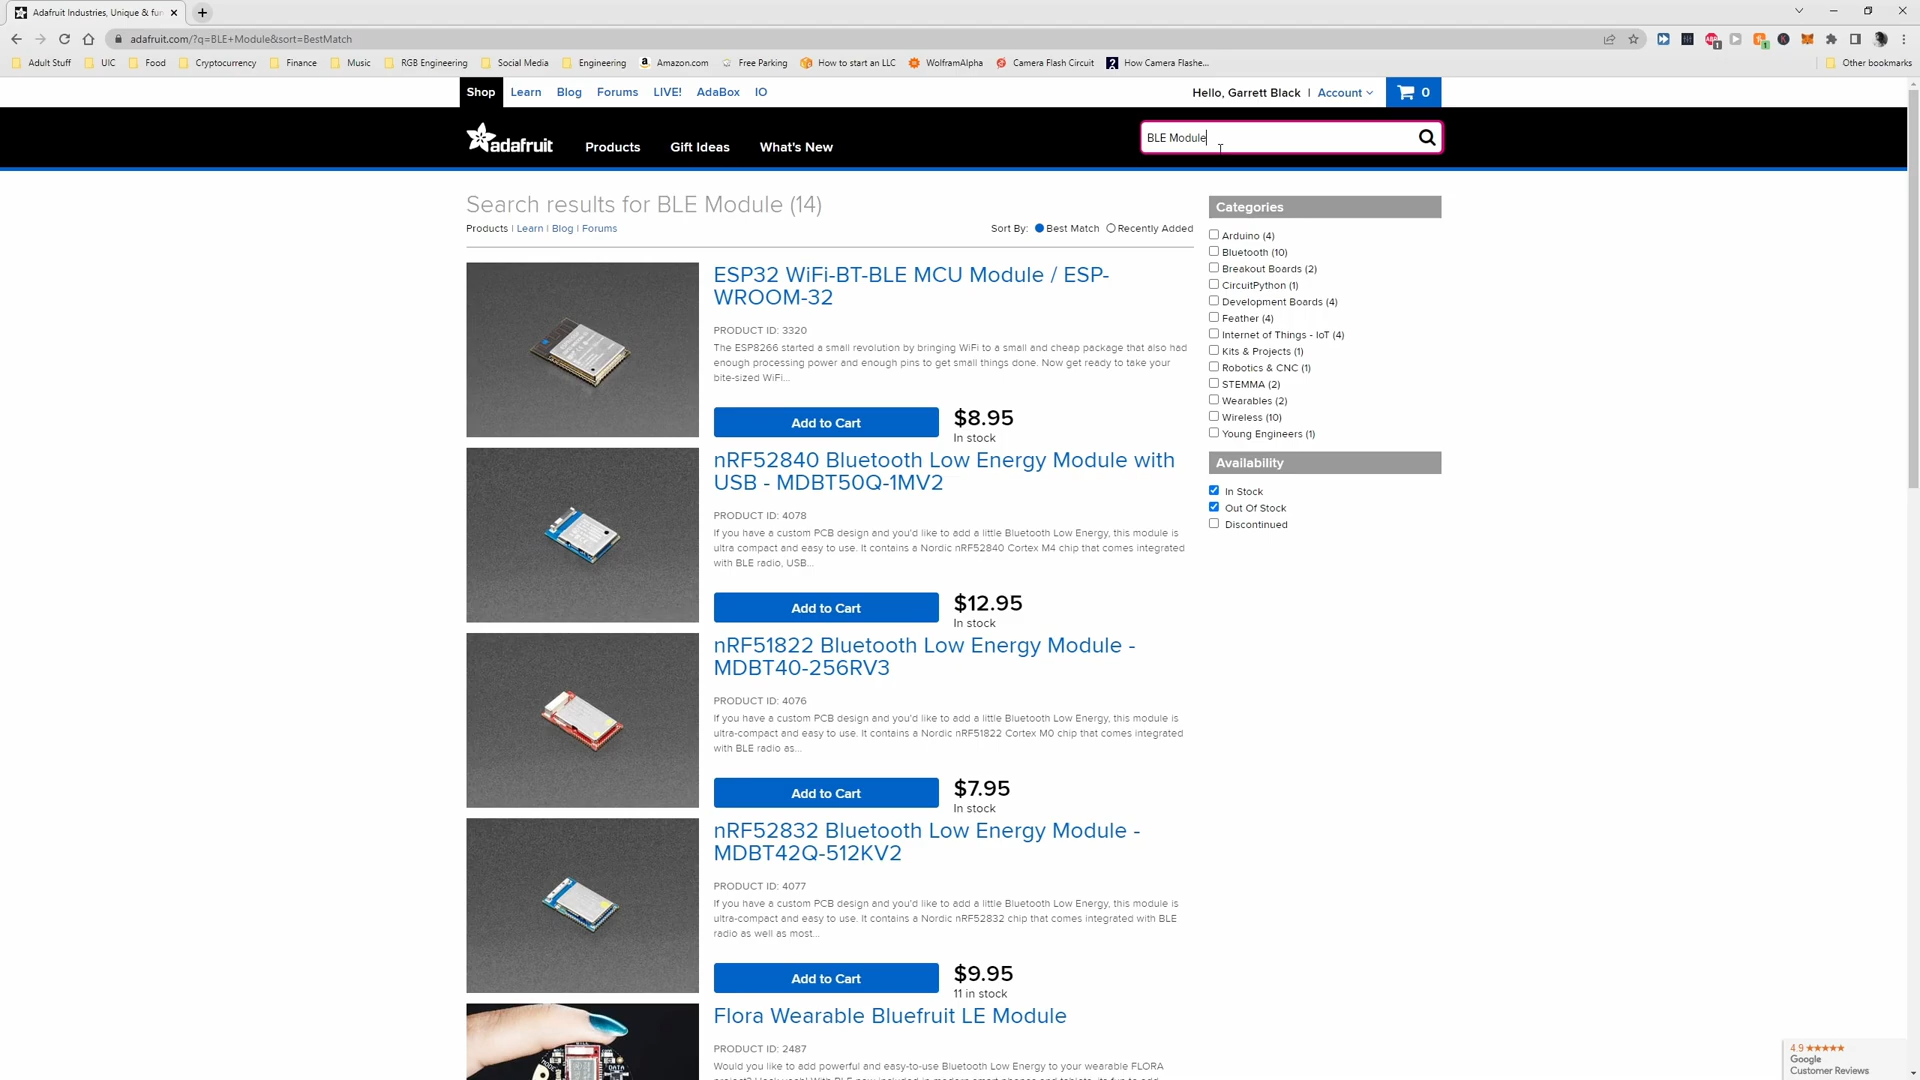 Adafruit Industries, Unique & fun
adafruit.com/?q=BLE+Module&sort=BestMatch
Adult Stuff UIC Food Cryptocurrency Finance Music RGB Engineering Social Media Engineering Amazon.com Free Parking How to start an LLC WolframAlpha Camera Flash Circuit How Camera Flashe... Other bookmarks
Shop Learn Blog Forums LIVE! AdaBox IO Hello, Garrett Black | Account 0
adafruit Products Gift Ideas What's New BLE Module
Search results for BLE Module (14)
Products | Learn | Blog | Forums Sort By: Best Match Recently Added
ESP32 WiFi-BT-BLE MCU Module / ESP-
WROOM-32
PRODUCT ID: 3320
The ESP8266 started a small revolution by bringing WiFi to a small and cheap package that also had
enough processing power and enough pins to get small things done. Now get ready to take your
bite-sized WiFi...
Add to Cart $8.95
In stock
nRF52840 Bluetooth Low Energy Module with
USB - MDBT50Q-1MV2
PRODUCT ID: 4078
If you have a custom PCB design and you'd like to add a little Bluetooth Low Energy, this module is
ultra compact and easy to use. It contains a Nordic nRF52840 Cortex M4 chip that comes integrated
with BLE radio, USB...
Add to Cart $12.95
In stock
nRF51822 Bluetooth Low Energy Module -
MDBT40-256RV3
PRODUCT ID: 4076
If you have a custom PCB design and you'd like to add a little Bluetooth Low Energy, this module is
ultra-compact and easy to use. It contains a Nordic nRF51822 Cortex M0 chip that comes integrated
with BLE radio as...
Add to Cart $7.95
In stock
nRF52832 Bluetooth Low Energy Module -
MDBT42Q-512KV2
PRODUCT ID: 4077
If you have a custom PCB design and you'd like to add a little Bluetooth Low Energy, this module is
ultra-compact and easy to use. It contains a Nordic nRF52832 chip that comes integrated with BLE
radio as well as most...
Add to Cart $9.95
11 in stock
Flora Wearable Bluefruit LE Module
PRODUCT ID: 2487
Would you like to add powerful and easy-to-use Bluetooth Low Energy to your wearable FLORA
Categories
Arduino (4)
Bluetooth (10)
Breakout Boards (2)
CircuitPython (1)
Development Boards (4)
Feather (4)
Internet of Things - IoT (4)
Kits & Projects (1)
Robotics & CNC (1)
STEMMA (2)
Wearables (2)
Wireless (10)
Young Engineers (1)
Availability
In Stock
Out Of Stock
Discontinued
4.9 ★★★★★
Google
Customer Reviews